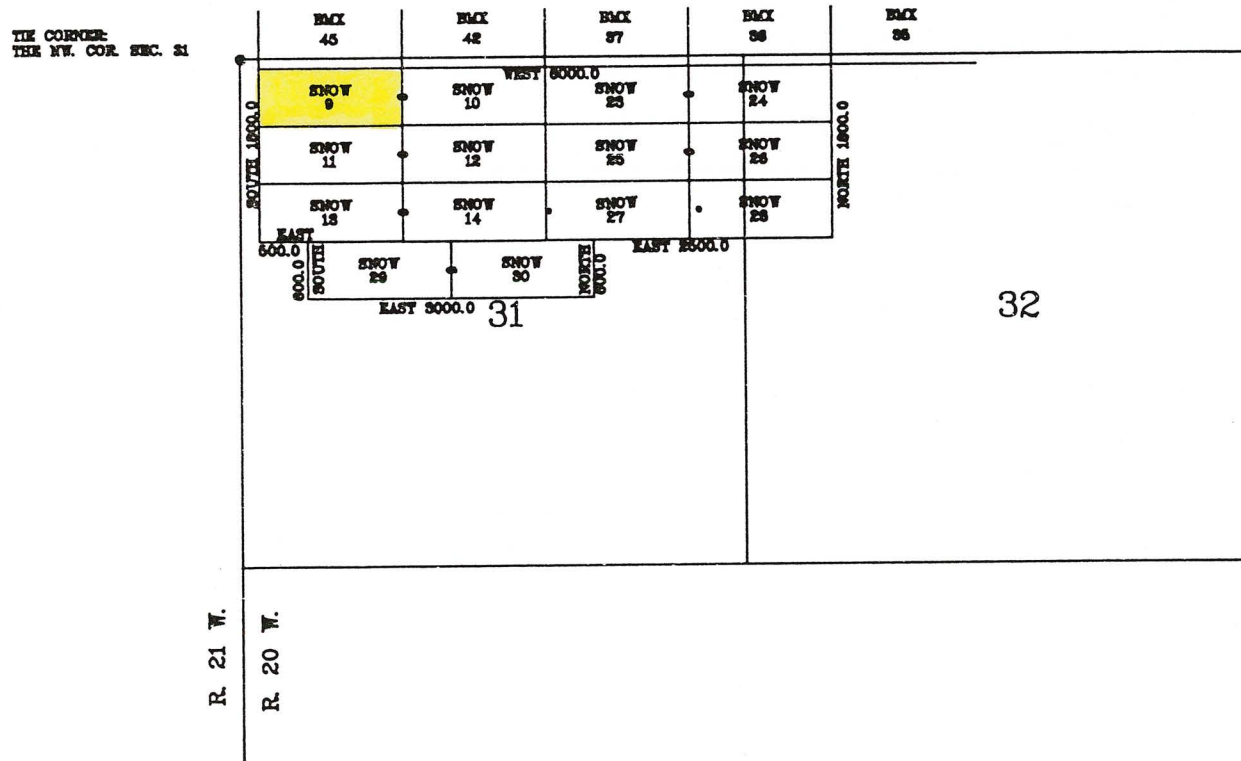 TIE CORNER:
THE NW. COR. SEC. 31
BMX
45
BMX
42
BMX
37
BMX
36
BMX
35
WEST 6000.0
SOUTH 1800.0
NORTH 1800.0
SNOW
9
SNOW
10
SNOW
23
SNOW
24
SNOW
11
SNOW
12
SNOW
25
SNOW
26
SNOW
13
SNOW
14
SNOW
27
SNOW
28
EAST
500.0
EAST 2500.0
600.0
SOUTH
SNOW
29
SNOW
30
NORTH
600.0
EAST 3000.0
31
32
R. 21 W.
R. 20 W.